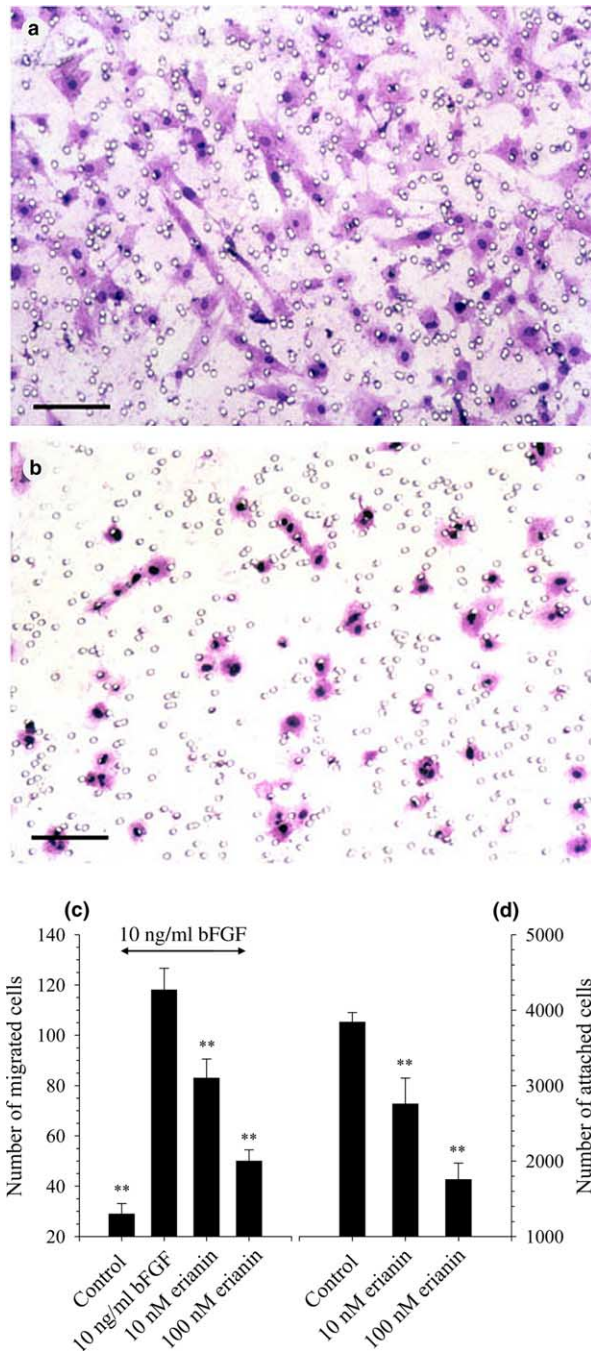 a
b
(c)
(d)
10 ng/ml bFGF
Number of migrated cells
140
120
100
80
60
40
20
**
**
**
Control
10 ng/ml bFGF
10 nM erianin
100 nM erianin
**
**
Control
10 nM erianin
100 nM erianin
5000
4000
3000
2000
1000
Number of attached cells